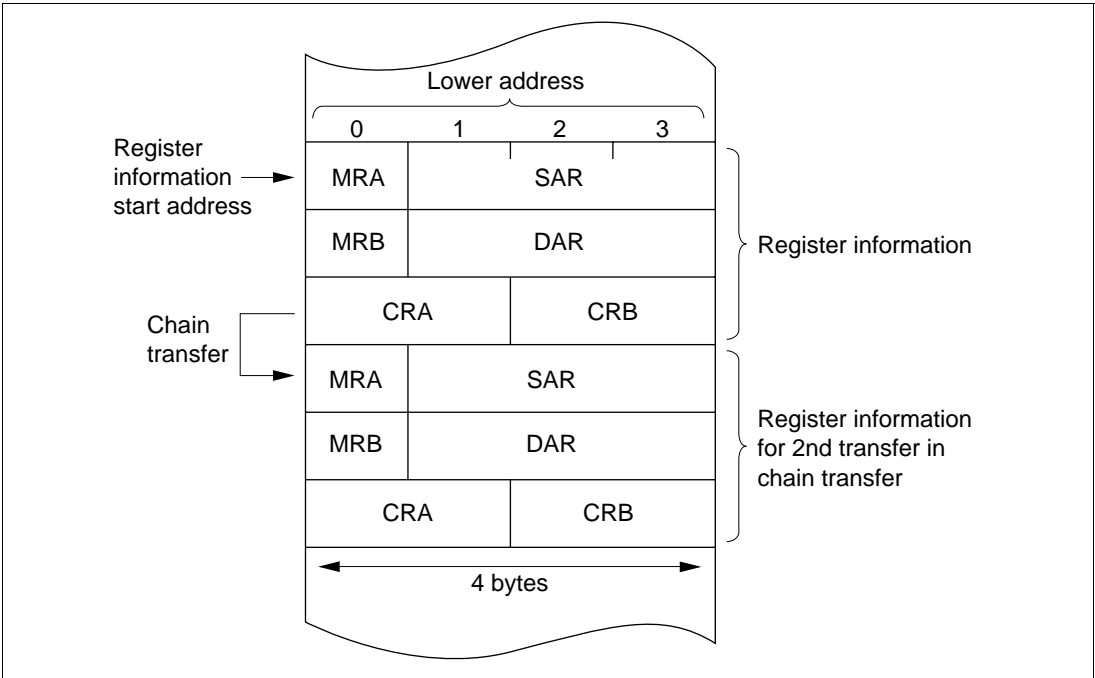 Lower address
0 1 2 3
Register
information
start address
MRA SAR
MRB DAR
Register information
CRA CRB
Chain
transfer
MRA SAR
MRB DAR
Register information
for 2nd transfer in
chain transfer
CRA CRB
4 bytes